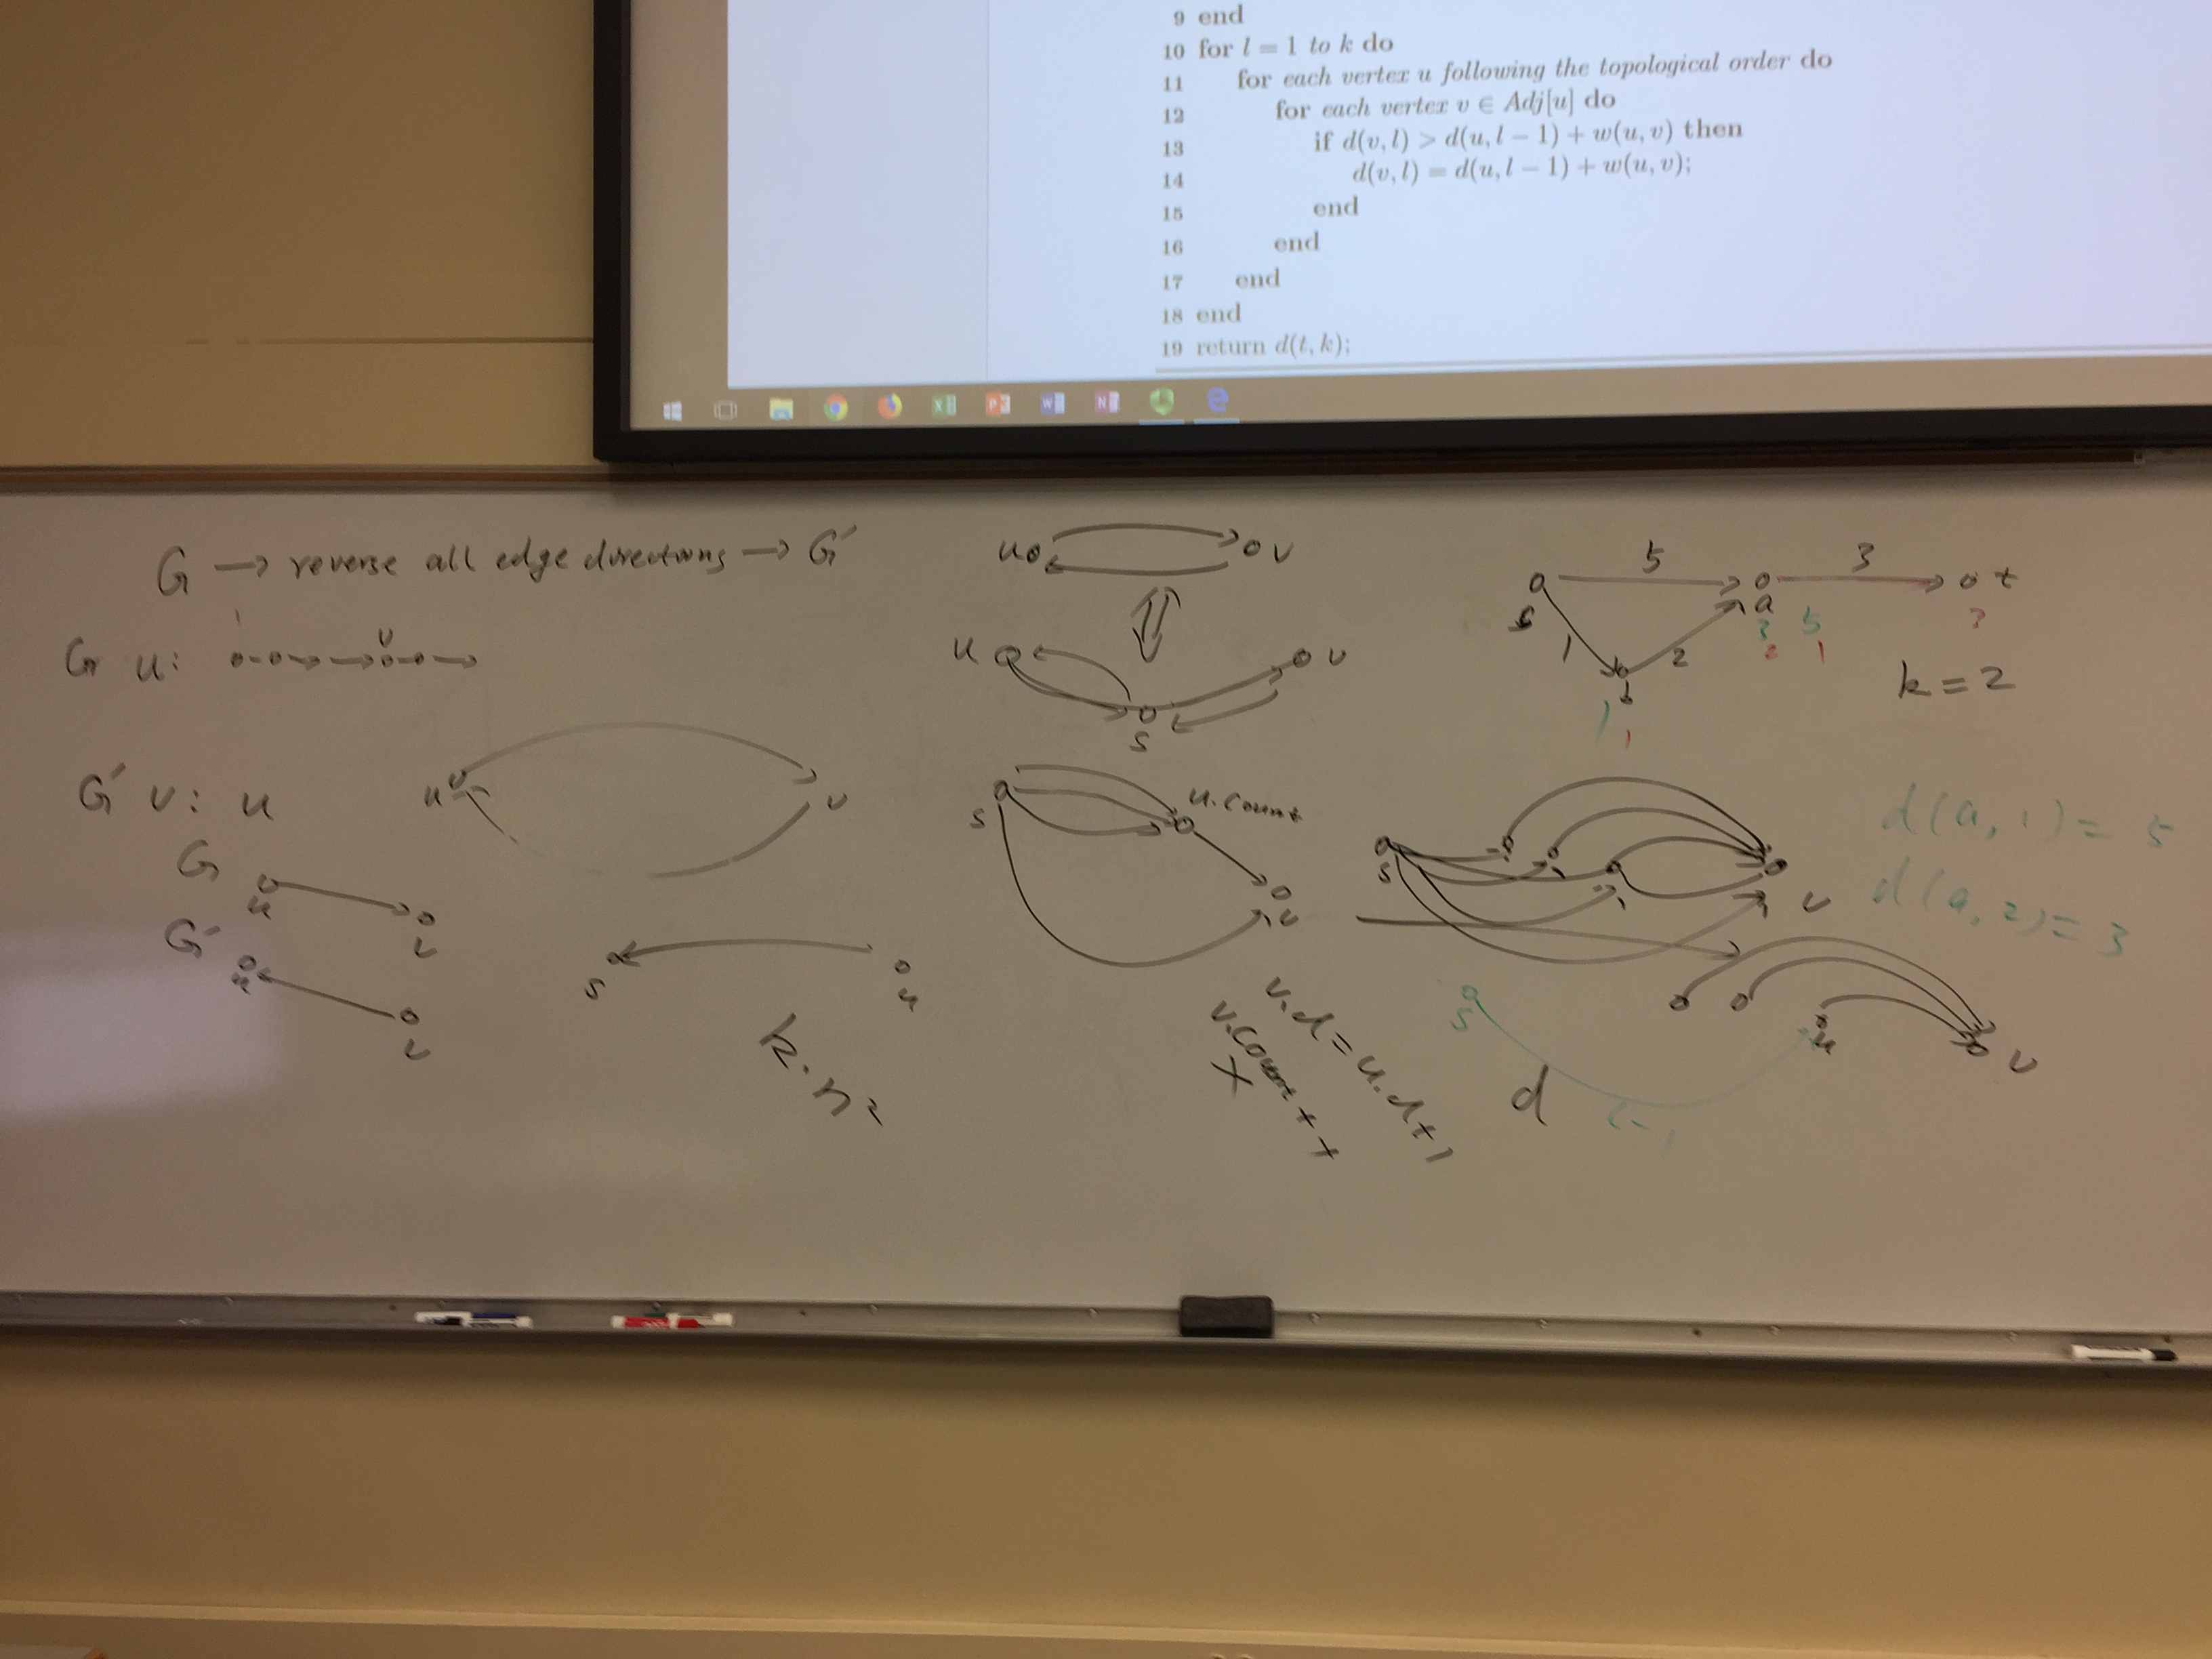 9 end
10 for l = 1 to k do
11 for each vertex u following the topological order do
12 for each vertex v ∈ Adj[u] do
13 if d(v, l) > d(u, l − 1) + w(u, v) then
14 d(v, l) = d(u, l − 1) + w(u, v);
15 end
16 end
17 end
18 end
19 return d(t, k);
G → reverse all edge directions → G′
G u:
v
G′ v: u
u v
G
u v
G′
u v
s u
k·n²
u v
u v
s
s u.count
v
v.d = u.d+1
v.count++
5 3
s a t
3 5
2 1
1 2
b
1 1
k = 2
s v
d(a, 1) = 5
d(a, 2) = 3
s u v
d
l-1